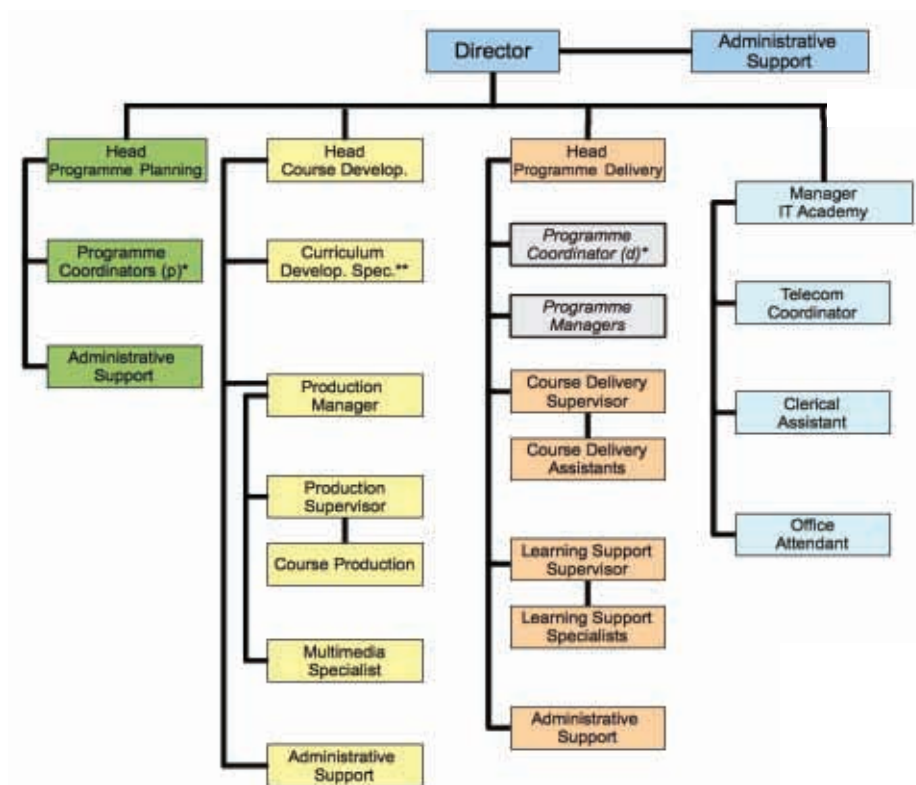 Director
Administrative
Support
Head
Programme Planning
Programme
Coordinators (p)*
Administrative
Support
Head
Course Develop.
Curriculum
Develop. Spec.**
Production
Manager
Production
Supervisor
Course Production
Multimedia
Specialist
Administrative
Support
Head
Programme Delivery
Programme
Coordinator (d)*
Programme
Managers
Course Delivery
Supervisor
Course Delivery
Assistants
Learning Support
Supervisor
Learning Support
Specialists
Administrative
Support
Manager
IT Academy
Telecom
Coordinator
Clerical
Assistant
Office
Attendant